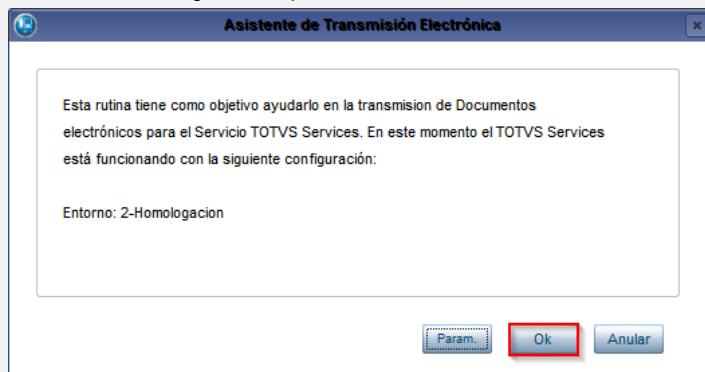 Asistente de Transmisión Electrónica
Esta rutina tiene como objetivo ayudarlo en la transmision de Documentos
electrónicos para el Servicio TOTVS Services. En este momento el TOTVS Services
está funcionando con la siguiente configuración:
Entorno: 2-Homologacion
Param. Ok Anular